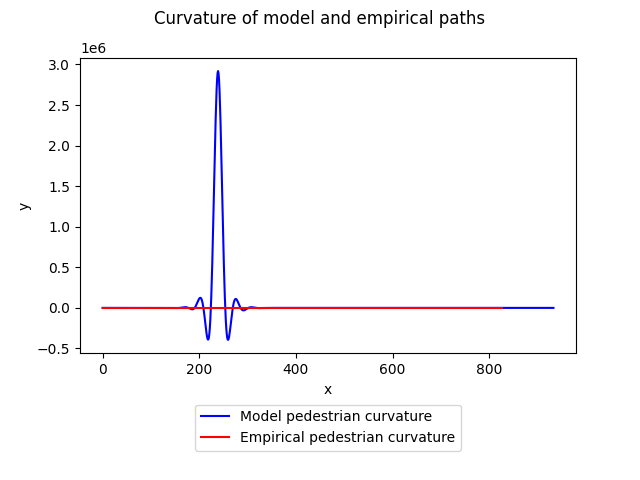 Curvature of model and empirical paths
1e6
3.0
2.5
2.0
1.5
1.0
0.5
0.0
−0.5
y
0 200 400 600 800
x
Model pedestrian curvature
Empirical pedestrian curvature